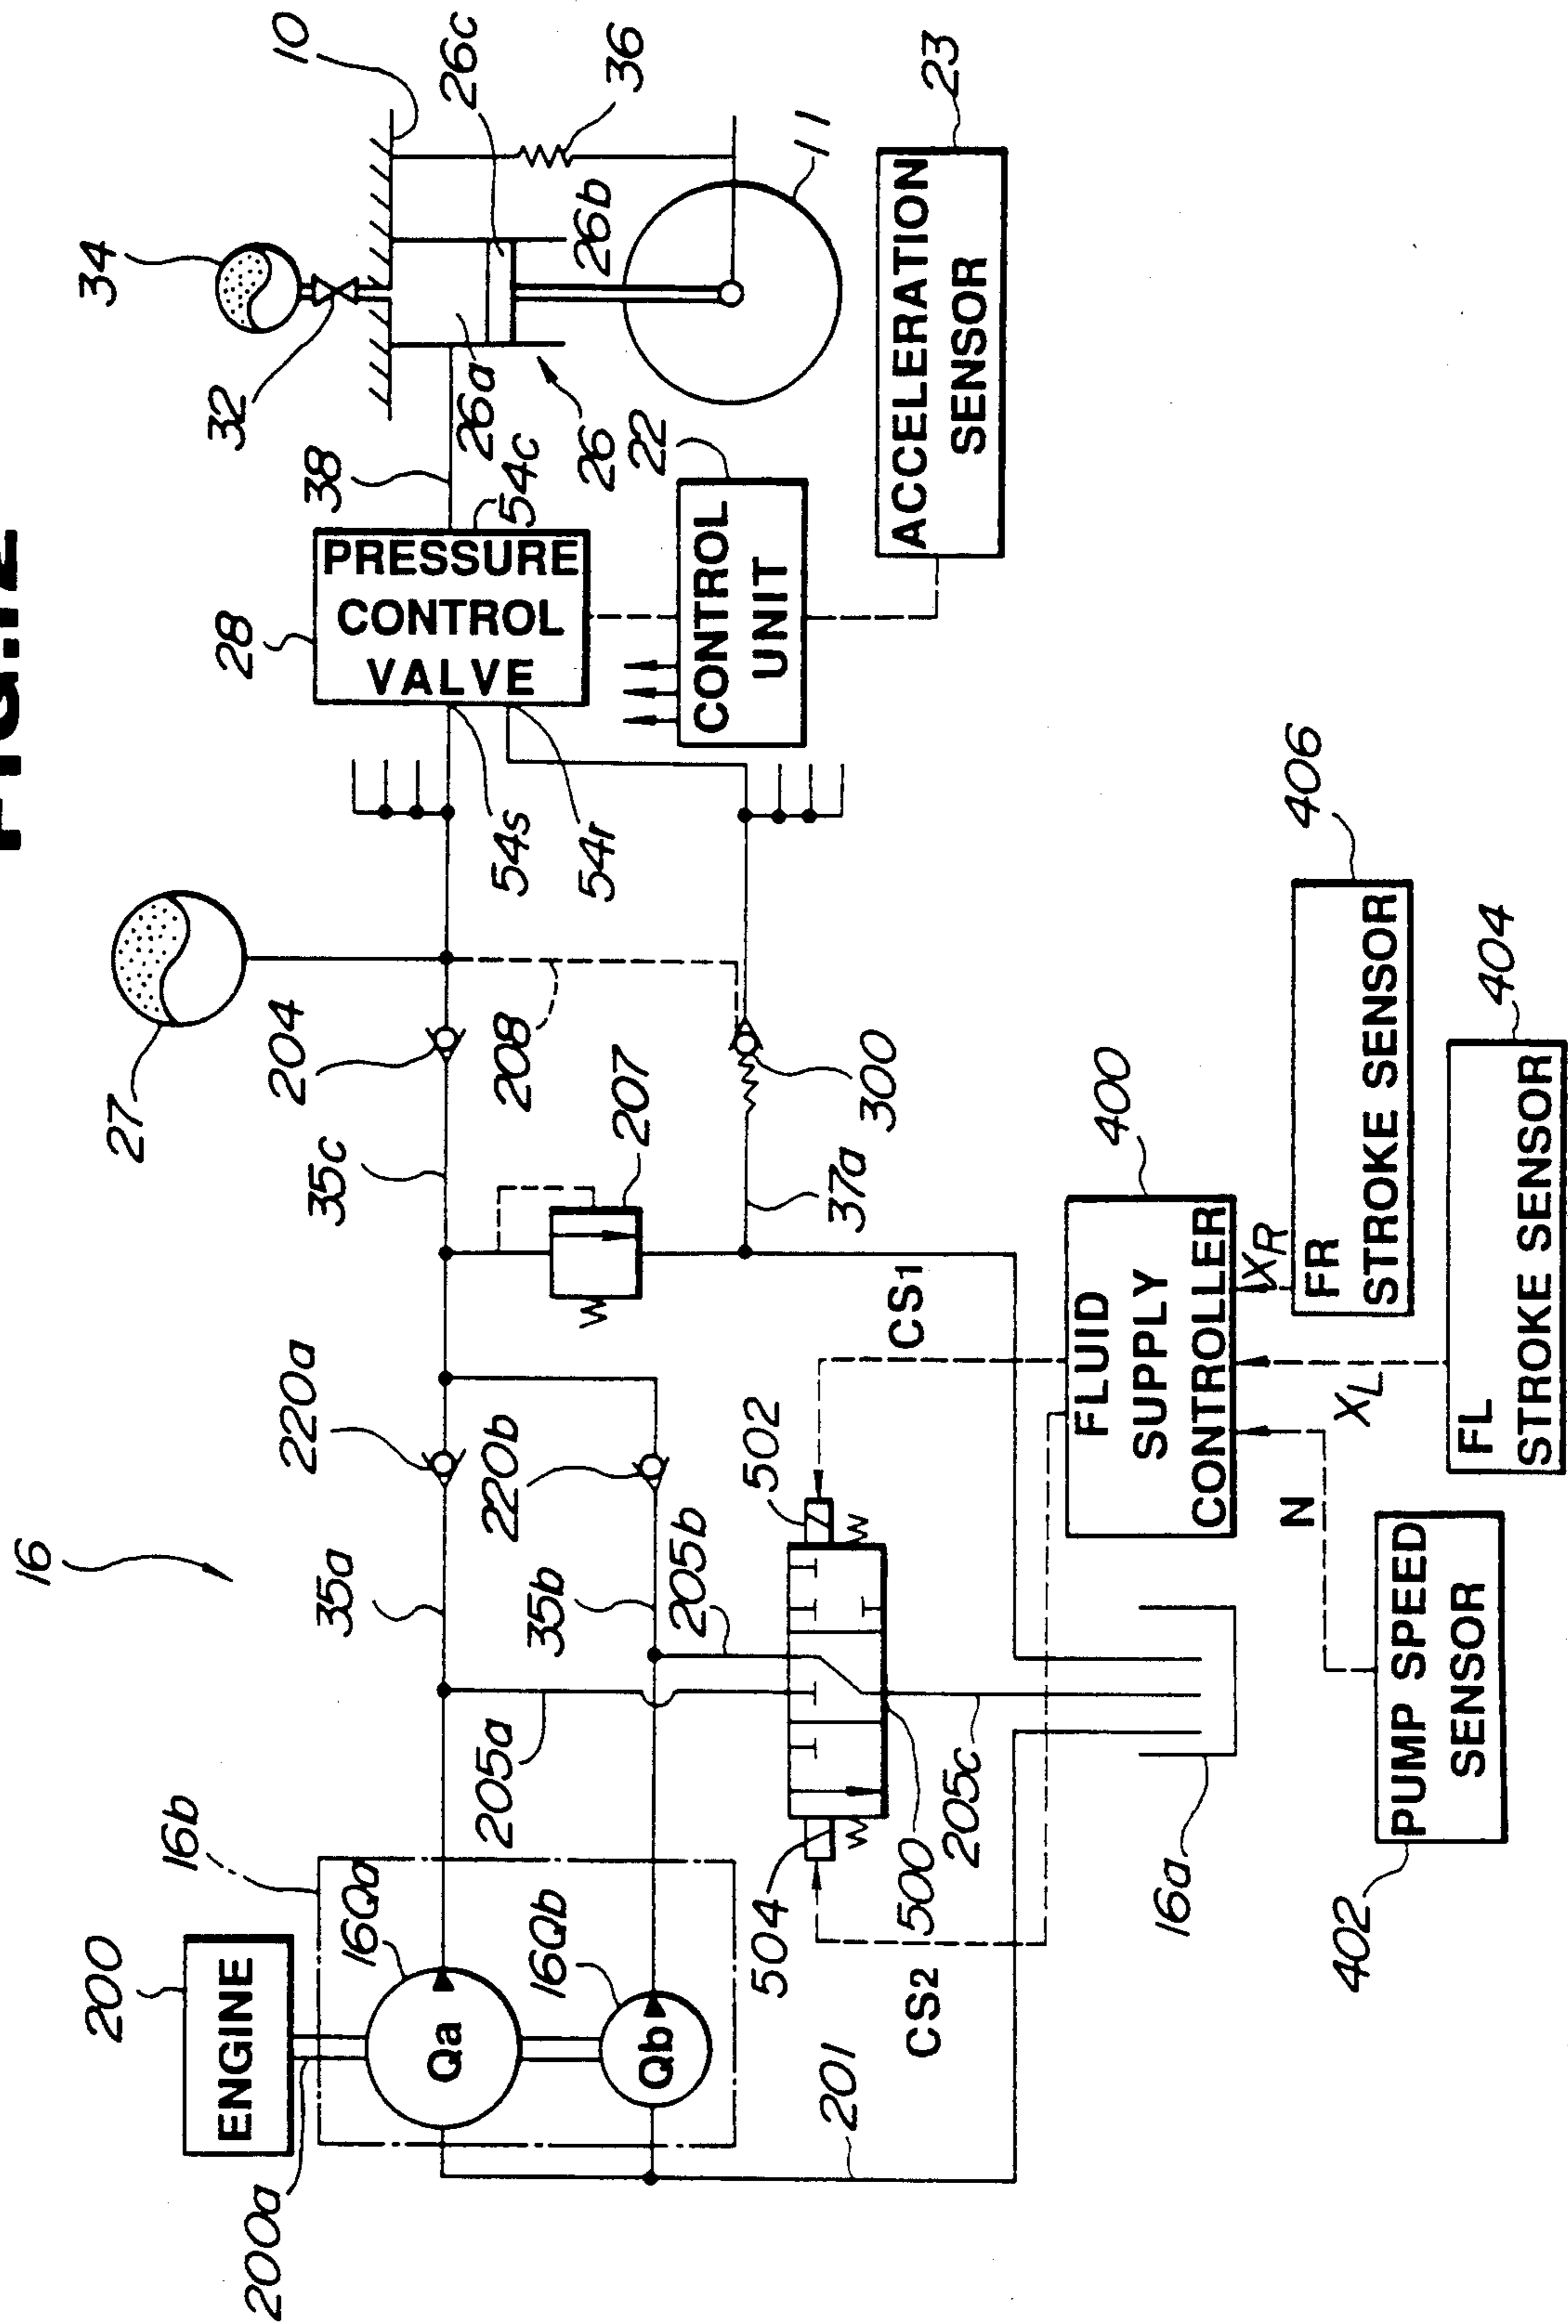 FIG.12
16
27
34
10
26c
36
32
38
26a
54c
26
26b
11
28
PRESSURE
CONTROL
VALVE
22
CONTROL
UNIT
23
ACCELERATION
SENSOR
54s
54r
204
208
300
35c
207
37a
220a
220b
35a
35b
205b
205a
502
CS1
16b
200
ENGINE
200a
16Qa
Qa
16Qb
Qb
504
500
205c
CS2
201
16a
400
FLUID
SUPPLY
CONTROLLER
XR
406
FR
STROKE SENSOR
XL
404
FL
STROKE SENSOR
N
402
PUMP SPEED
SENSOR